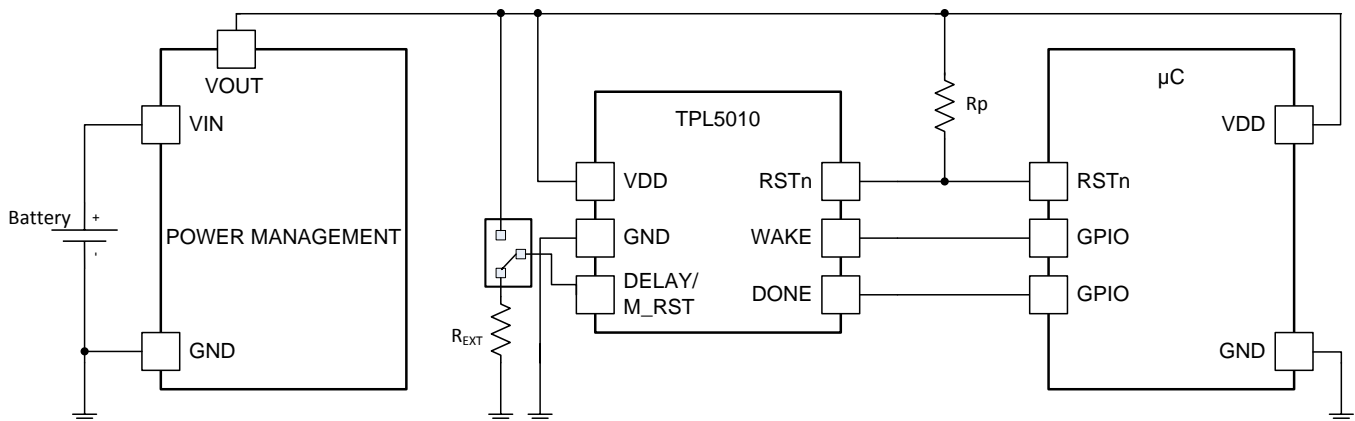 VOUT
VIN
Battery
+
-
POWER MANAGEMENT
GND
R_EXT
TPL5010
VDD
GND
DELAY/
M_RST
RSTn
WAKE
DONE
Rp
µC
VDD
RSTn
GPIO
GPIO
GND